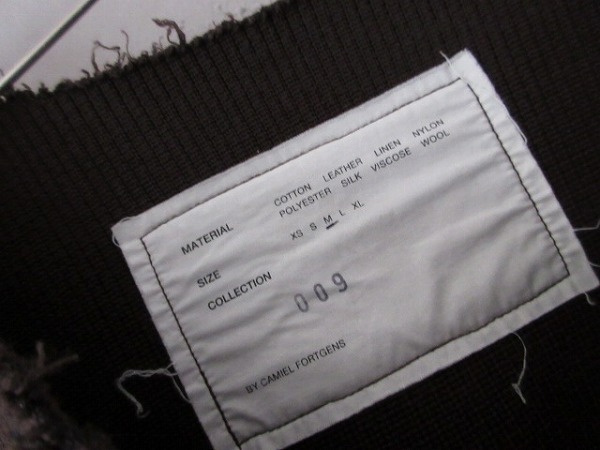 MATERIAL COTTON LEATHER LINEN NYLON
POLYESTER SILK VISCOSE WOOL
SIZE XS S M L XL
COLLECTION 009
BY CAMIEL FORTGENS